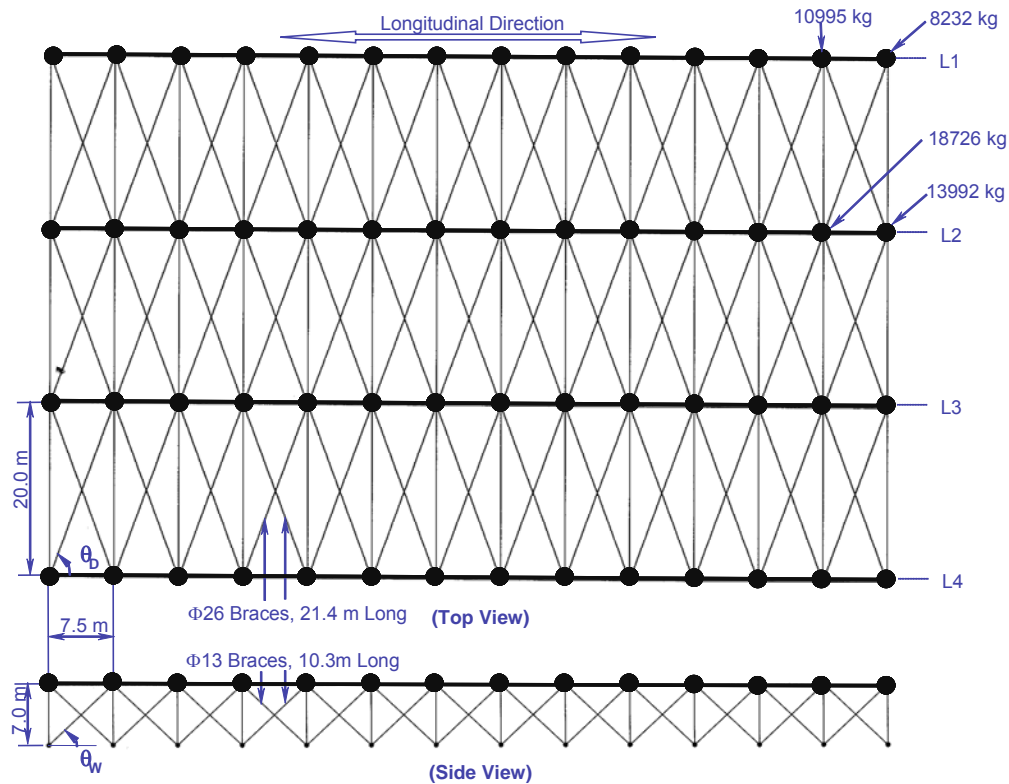 Longitudinal Direction
10995 kg
8232 kg
L1
18726 kg
13992 kg
L2
L3
20.0 m
θD
L4
Φ26 Braces, 21.4 m Long
(Top View)
7.5 m
Φ13 Braces, 10.3m Long
7.0 m
θW
(Side View)